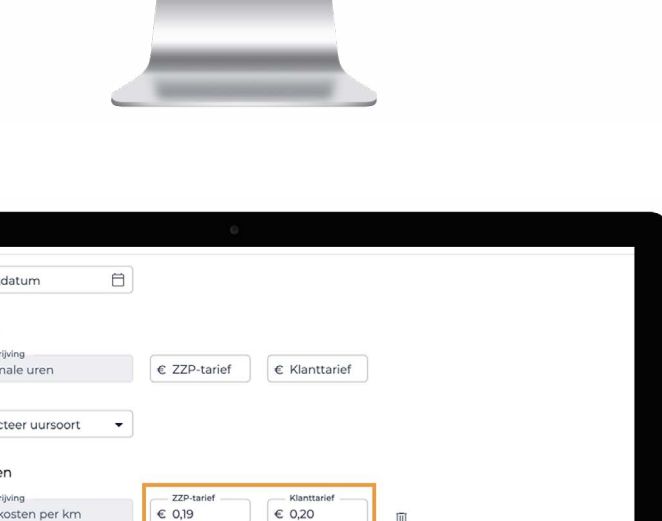 datum
rijving
male uren
€ ZZP-tarief
€ Klanttarief
cteer uursoort
en
rijving
kosten per km
ZZP-tarief
€ 0,19
Klanttarief
€ 0,20